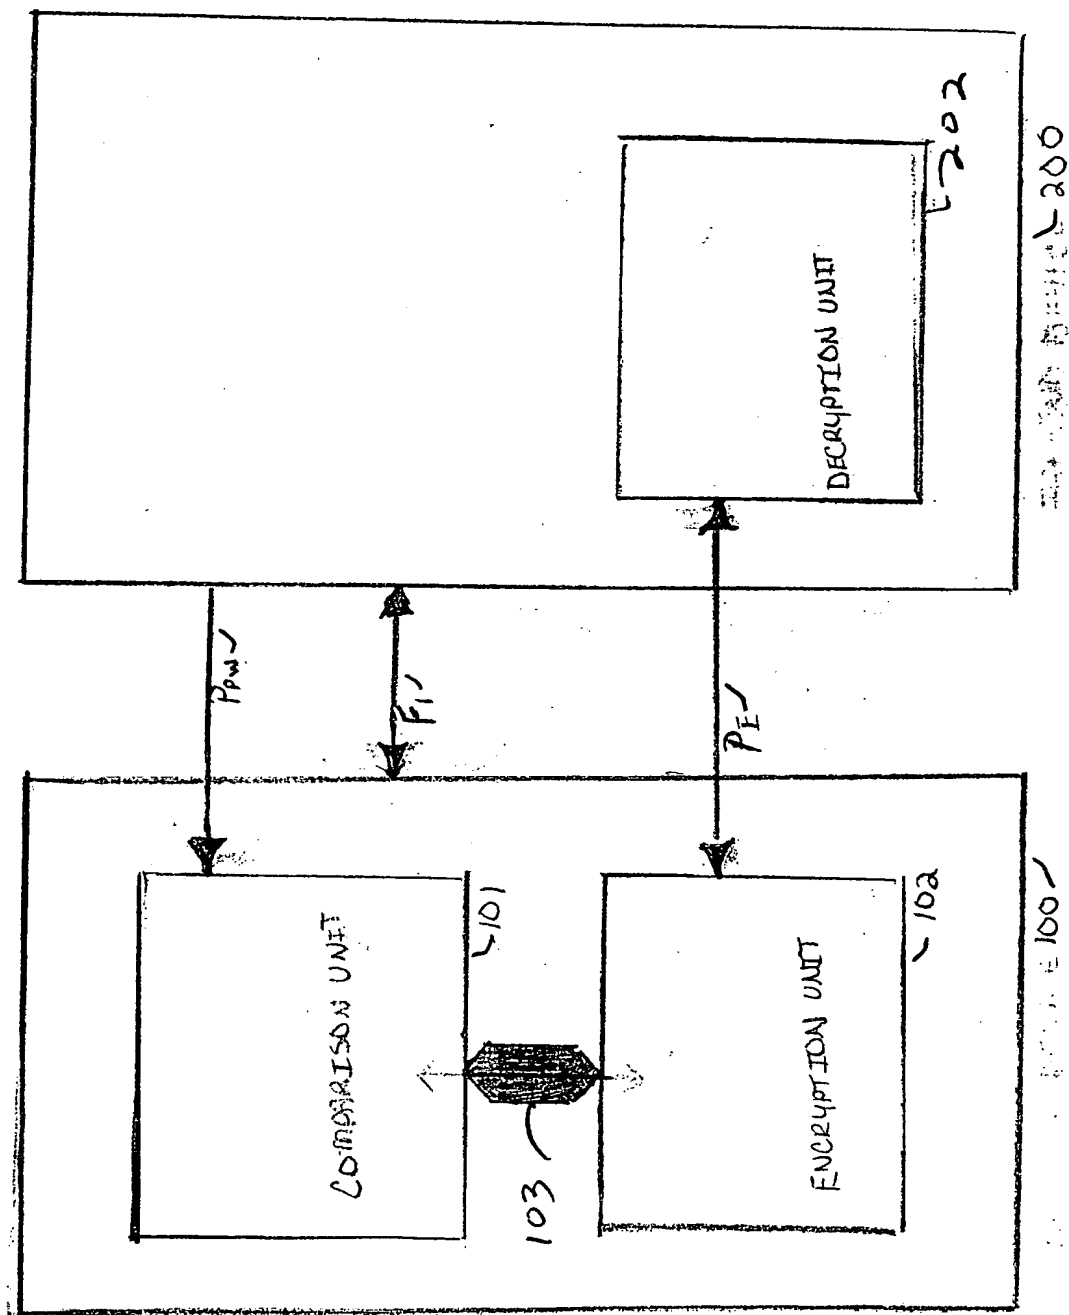 COMPARISON UNIT
101
103
ENCRYPTION UNIT
102
100
PPW
F1
PE
DECRYPTION UNIT
202
200